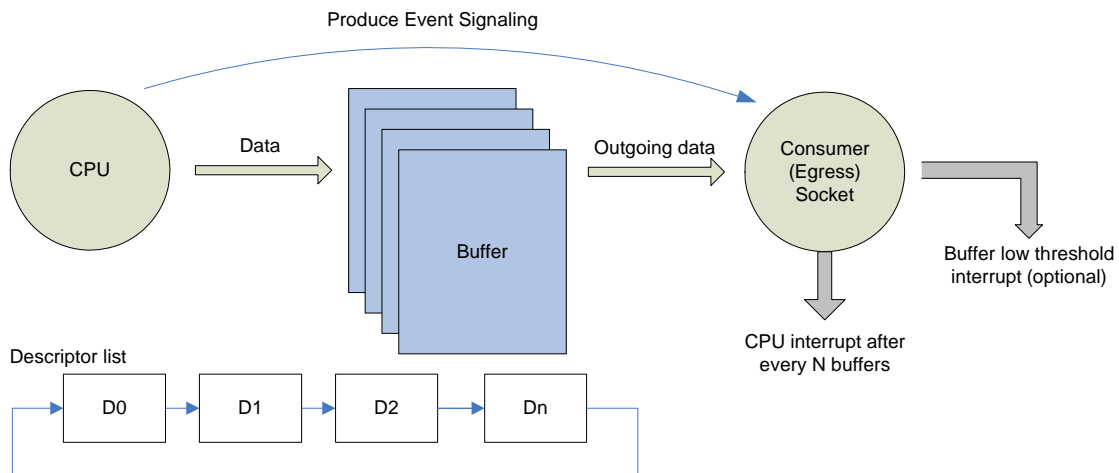 Produce Event Signaling
CPU
Data
Buffer
Outgoing data
Consumer
(Egress)
Socket
Buffer low threshold
interrupt (optional)
CPU interrupt after
every N buffers
Descriptor list
D0
D1
D2
Dn